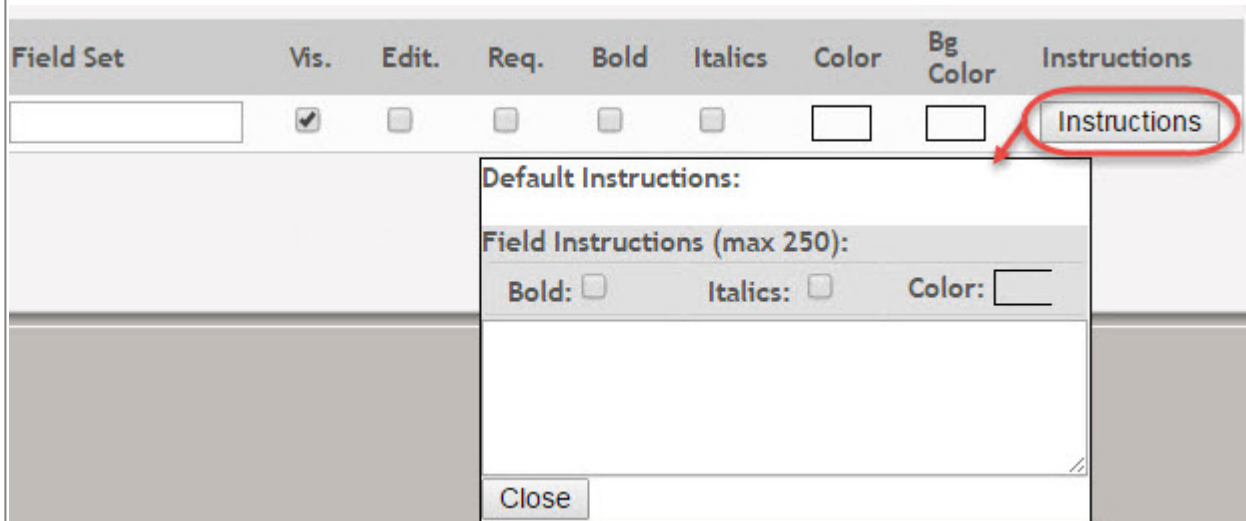 Field Set Vis. Edit. Req. Bold Italics Color Bg Color Instructions
Instructions
Default Instructions:
Field Instructions (max 250):
Bold: Italics: Color:
Close